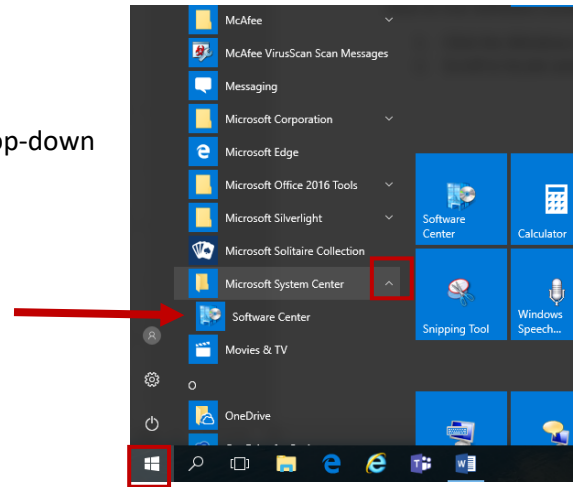 McAfee
McAfee VirusScan Scan Messages
Messaging
op-down
Microsoft Corporation
Microsoft Edge
Microsoft Office 2016 Tools
Microsoft Silverlight
Microsoft Solitaire Collection
Microsoft System Center
Software Center
Movies & TV
O
OneDrive
Software
Center
Calculator
Snipping Tool
Windows
Speech...